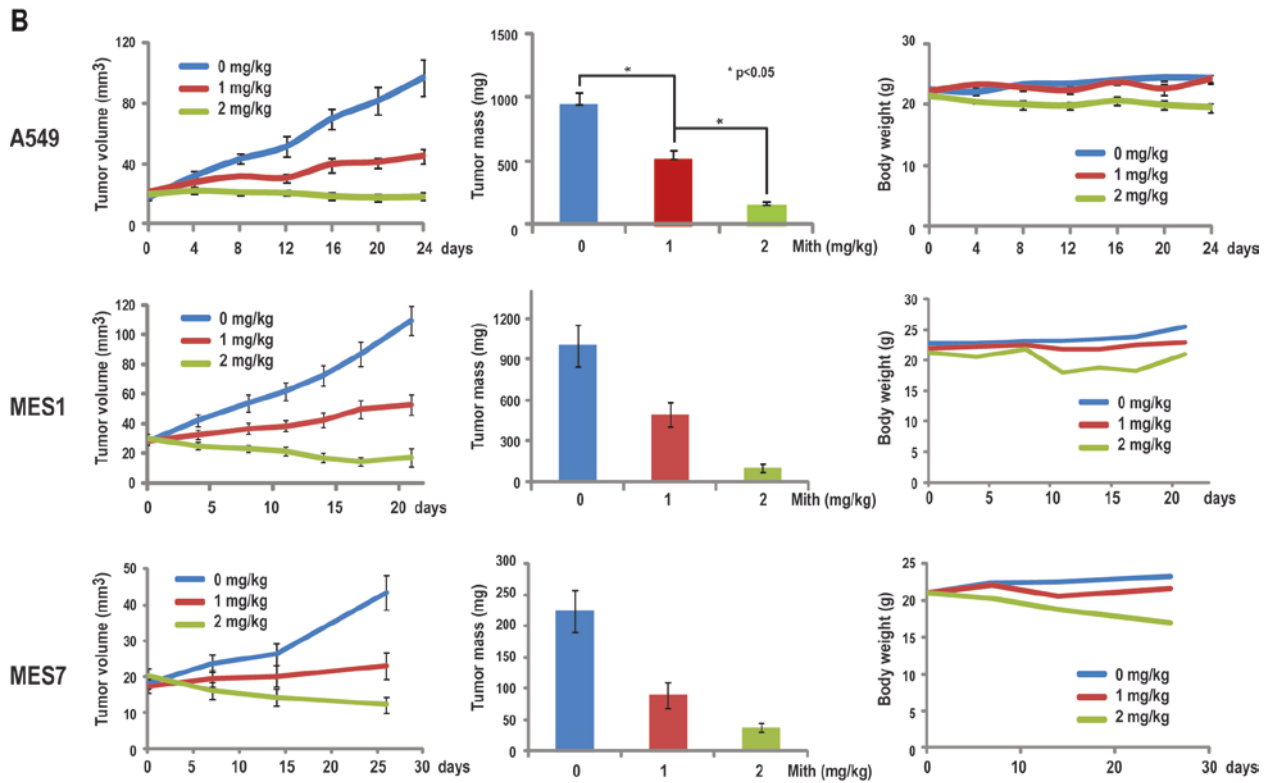 B
A549
Tumor volume (mm3)
120
80
40
0
0 mg/kg
1 mg/kg
2 mg/kg
0 4 8 12 16 20 24 days
Tumor mass (mg)
1500
1000
500
0
* * * p<0.05
0 1 2 Mith (mg/kg)
Body weight (g)
30
20
10
0
0 mg/kg
1 mg/kg
2 mg/kg
0 4 8 12 16 20 24 days
MES1
Tumor volume (mm3)
120
100
80
60
40
20
0
0 mg/kg
1 mg/kg
2 mg/kg
0 5 10 15 20 days
Tumor mass (mg)
1200
900
600
300
0
0 1 2 Mith (mg/kg)
Body weight (g)
30
25
20
15
10
5
0
0 mg/kg
1 mg/kg
2 mg/kg
0 5 10 15 20 days
MES7
Tumor volume (mm3)
50
40
30
20
10
0
0 mg/kg
1 mg/kg
2 mg/kg
0 5 10 15 20 25 30
days
Tumor mass (mg)
300
250
200
150
100
50
0
0 1 2 Mith (mg/kg)
Body weight (g)
25
20
15
10
5
0
0 mg/kg
1 mg/kg
2 mg/kg
0 10 20 30
days